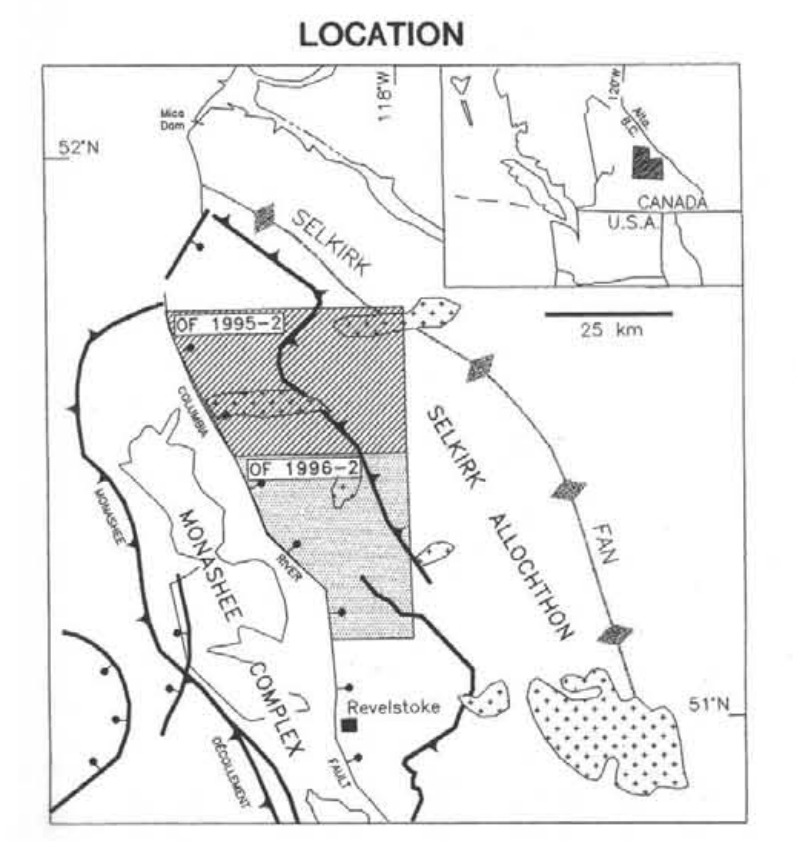 LOCATION
118°W
120°W
Mica
Dam
Alta.
B.C.
52°N
CANADA
U.S.A.
SELKIRK
25 km
OF 1995-2
COLUMBIA
SELKIRK
ALLOCHTHON
FAN
OF 1996-2
MONASHEE
MONASHEE
COMPLEX
RIVER
Revelstoke
51°N
DÉCOLLEMENT
FAULT